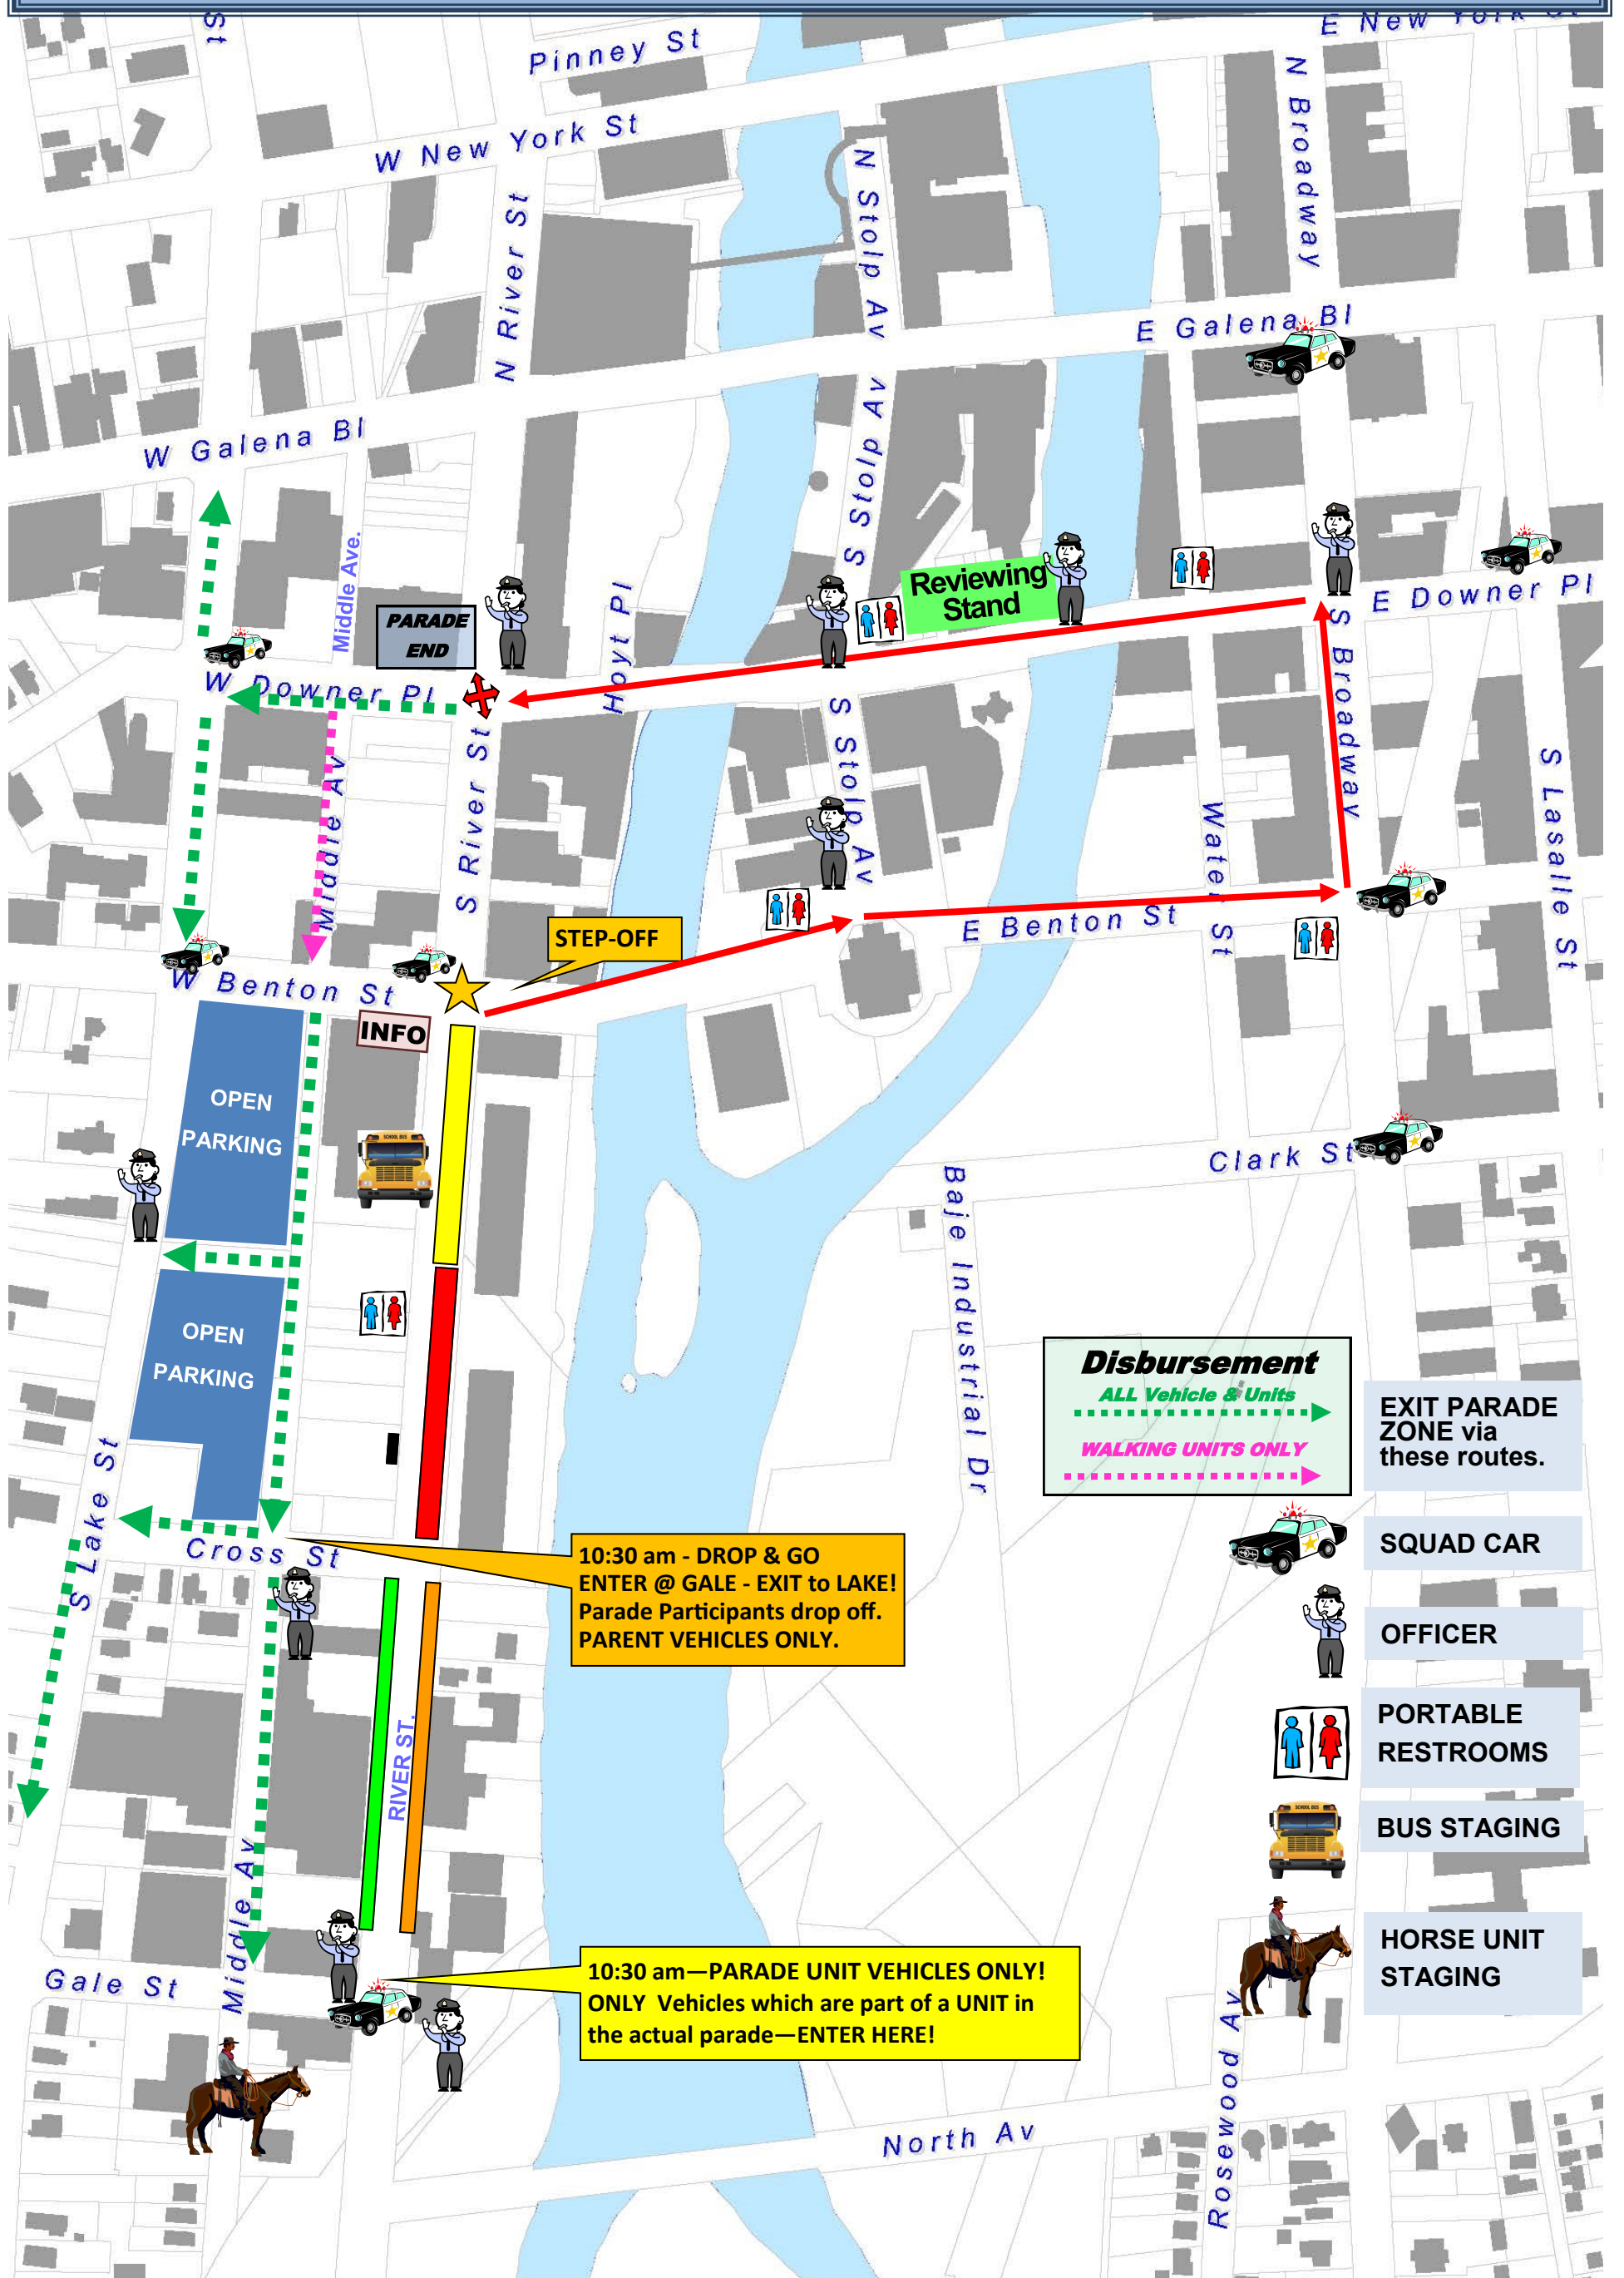 St
E New York St
Pinney St
N Broadway
W New York St
N Stolp Av
N River St
E Galena Bl
W Galena Bl
S Stolp Av
Middle Ave.
Reviewing
Stand
E Downer Pl
PARADE
END
Hoyt Pl
W Downer Pl
S Broadway
S River St
S Stolp Av
Middle Av
S Lasalle St
Water St
STEP-OFF
E Benton St
W Benton St
INFO
OPEN
PARKING
SCHOOL BUS
Clark St
Baje Industrial Dr
OPEN
PARKING
Disbursement
ALL Vehicle & Units
WALKING UNITS ONLY
EXIT PARADE
ZONE via
these routes.
S Lake St
Cross St
10:30 am - DROP & GO
ENTER @ GALE - EXIT to LAKE!
Parade Participants drop off.
PARENT VEHICLES ONLY.
SQUAD CAR
OFFICER
RIVER ST.
PORTABLE
RESTROOMS
SCHOOL BUS
BUS STAGING
Middle Av
Gale St
10:30 am—PARADE UNIT VEHICLES ONLY!
ONLY Vehicles which are part of a UNIT in
the actual parade—ENTER HERE!
HORSE UNIT
STAGING
Rosewood Av
North Av